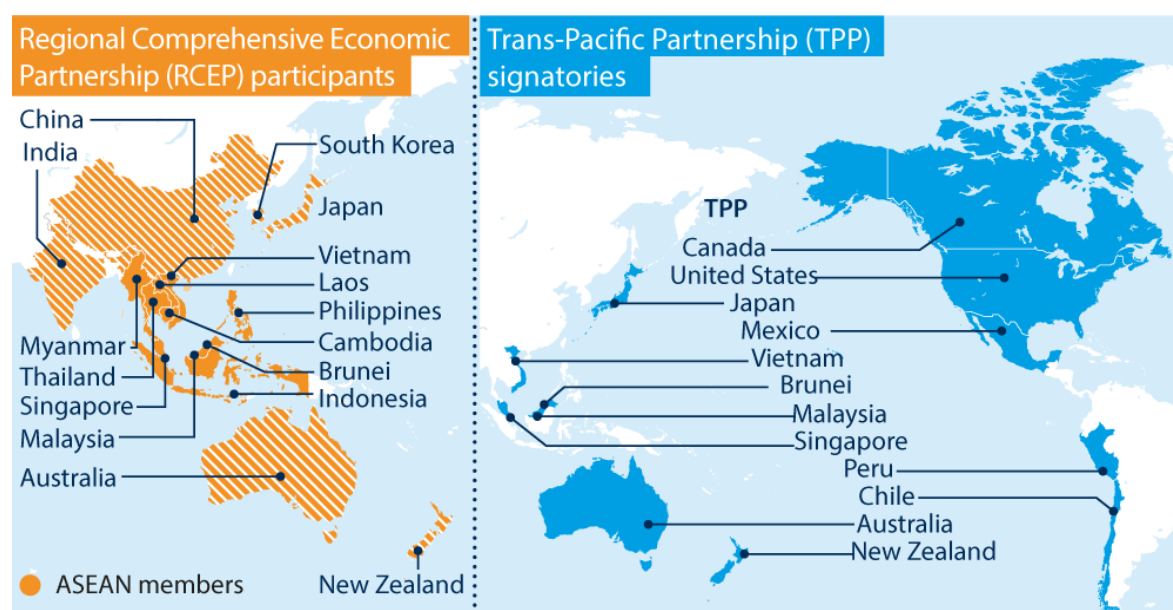 Regional Comprehensive Economic
Partnership (RCEP) participants
China
India
South Korea
Japan
Vietnam
Laos
Philippines
Cambodia
Brunei
Indonesia
Myanmar
Thailand
Singapore
Malaysia
Australia
New Zealand
ASEAN members
Trans-Pacific Partnership (TPP)
signatories
TPP
Canada
United States
Japan
Mexico
Vietnam
Brunei
Malaysia
Singapore
Peru
Chile
Australia
New Zealand